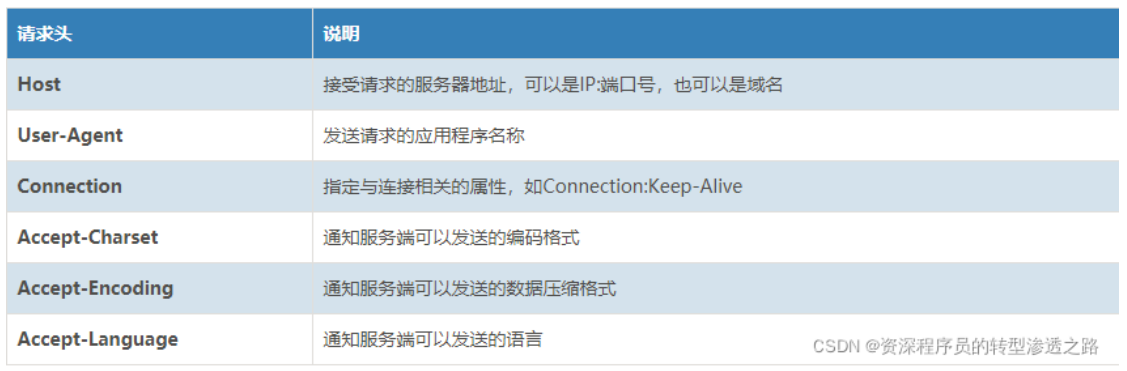 请求头 说明
Host 接受请求的服务器地址，可以是IP:端口号，也可以是域名
User-Agent 发送请求的应用程序名称
Connection 指定与连接相关的属性，如Connection:Keep-Alive
Accept-Charset 通知服务端可以发送的编码格式
Accept-Encoding 通知服务端可以发送的数据压缩格式
Accept-Language 通知服务端可以发送的语言
CSDN @资深程序员的转型渗透之路